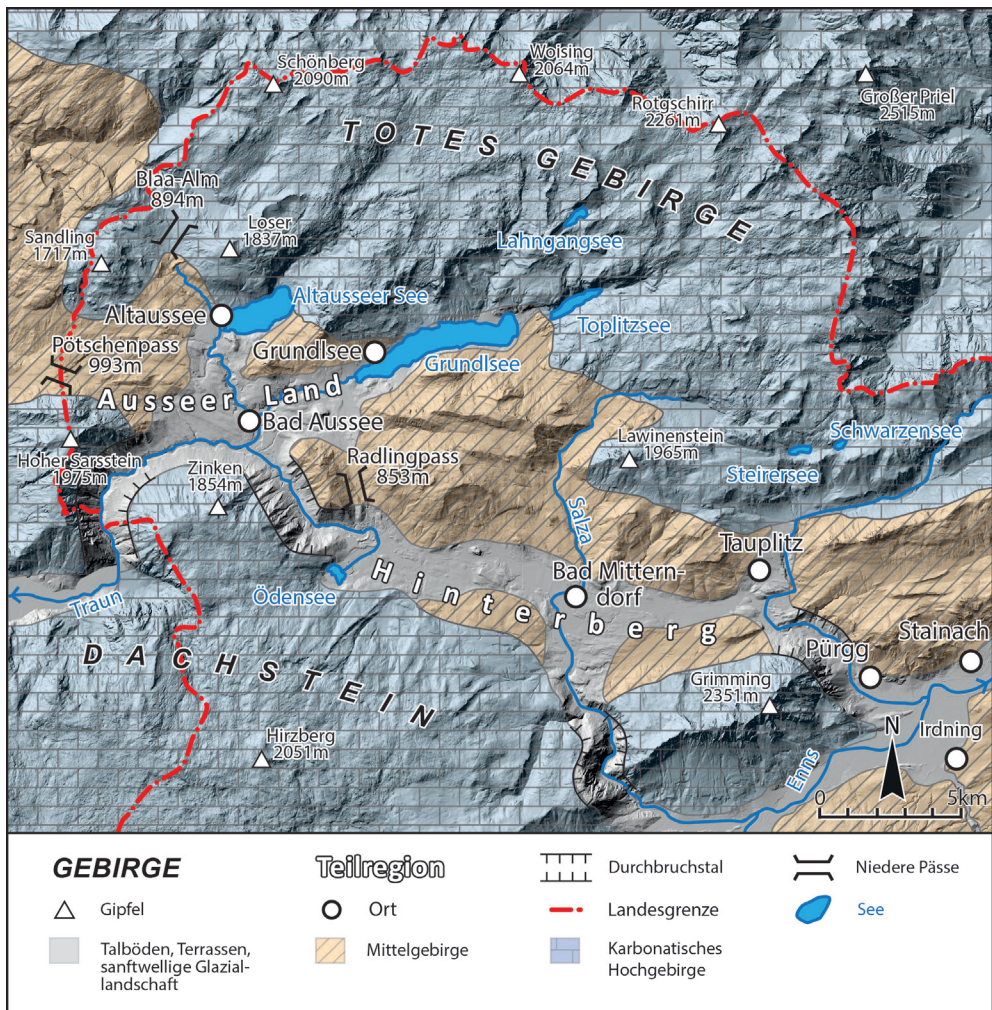 Schönberg
2090m
Woising
2064m
Rotgschirr
2261m
Großer Priel
2515m
TOTES GEBIRGE
Blaa-Alm
894m
Sandling
1717m
Loser
1837m
Lahngangsee
Altausseer See
Altaussee
Toplitzsee
Pötschenpass
993m
Grundlsee
Grundlsee
Ausseer Land
Bad Aussee
Hoher Sarsstein
1975m
Zinken
1854m
Radlingpass
853m
Lawinenstein
1965m
Schwarzensee
Steirersee
Salza
Tauplitz
Traun
Ödensee
Hinterberg
Bad Mittern-
dorf
Stainach
Pürgg
DACHSTEIN
Grimming
2351m
Hirzberg
2051m
Irdning
Enns
N
0 5km
GEBIRGE
Teilregion
Durchbruchstal
Niedere Pässe
Gipfel
Ort
Landesgrenze
See
Talböden, Terrassen,
sanftwellige Glazial-
landschaft
Mittelgebirge
Karbonatisches
Hochgebirge